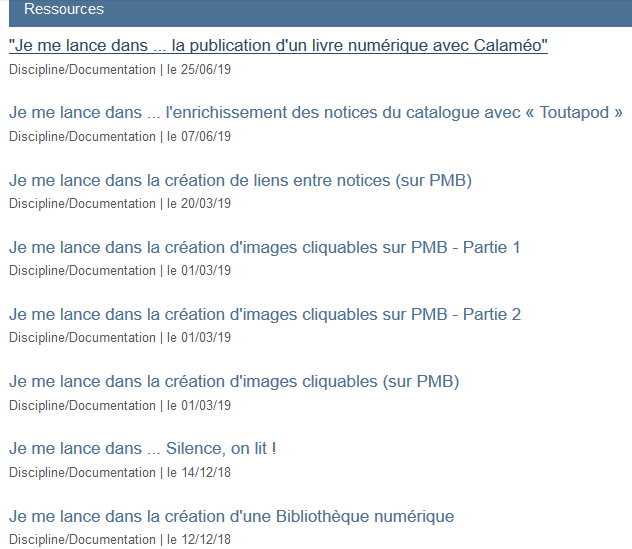 Ressources
"Je me lance dans ... la publication d'un livre numérique avec Calaméo"
Discipline/Documentation | le 25/06/19
Je me lance dans ... l'enrichissement des notices du catalogue avec « Toutapod »
Discipline/Documentation | le 07/06/19
Je me lance dans la création de liens entre notices (sur PMB)
Discipline/Documentation | le 20/03/19
Je me lance dans la création d'images cliquables sur PMB - Partie 1
Discipline/Documentation | le 01/03/19
Je me lance dans la création d'images cliquables sur PMB - Partie 2
Discipline/Documentation | le 01/03/19
Je me lance dans la création d'images cliquables (sur PMB)
Discipline/Documentation | le 01/03/19
Je me lance dans ... Silence, on lit !
Discipline/Documentation | le 14/12/18
Je me lance dans la création d'une Bibliothèque numérique
Discipline/Documentation | le 12/12/18